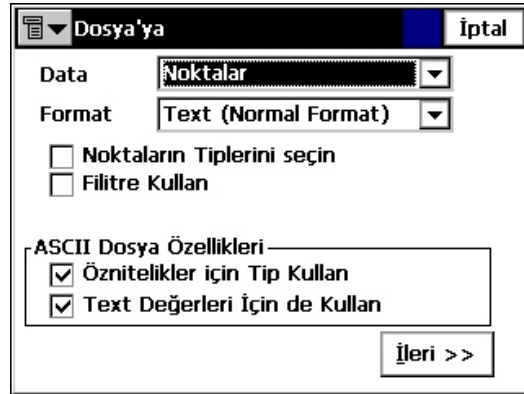 Dosya'ya İptal
Data Noktalar
Format Text (Normal Format)
Noktaların Tiplerini seçin
Filitre Kullan
ASCII Dosya Özellikleri
Öznitelikler için Tip Kullan
Text Değerleri İçin de Kullan
İleri >>